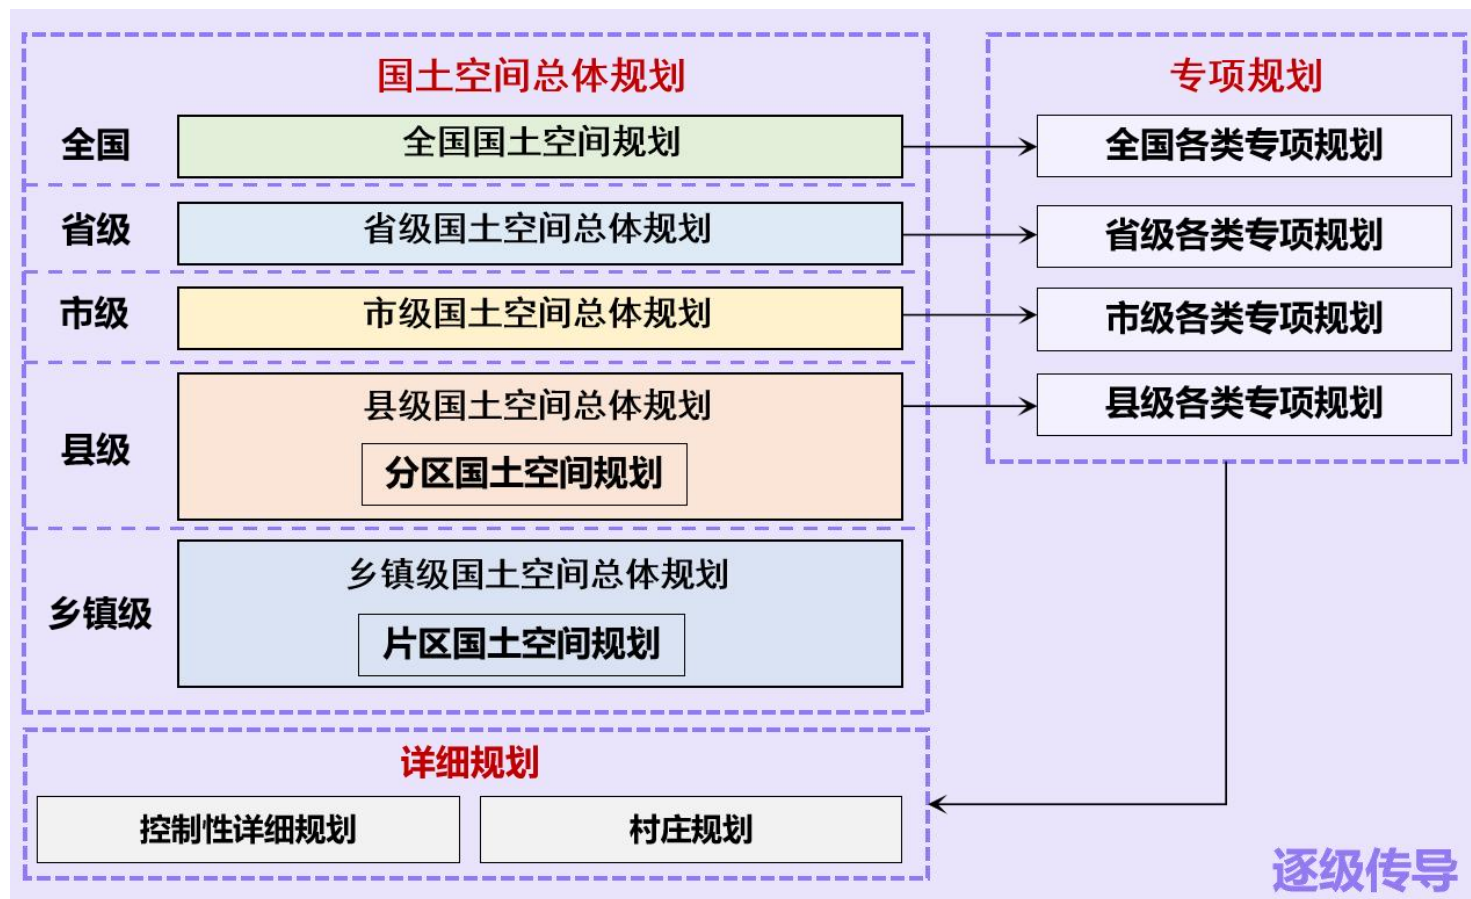 国土空间总体规划
专项规划
全国
全国国土空间规划
全国各类专项规划
省级
省级国土空间总体规划
省级各类专项规划
市级
市级国土空间总体规划
市级各类专项规划
县级
县级国土空间总体规划
县级各类专项规划
分区国土空间规划
乡镇级
乡镇级国土空间总体规划
片区国土空间规划
详细规划
控制性详细规划
村庄规划
逐级传导